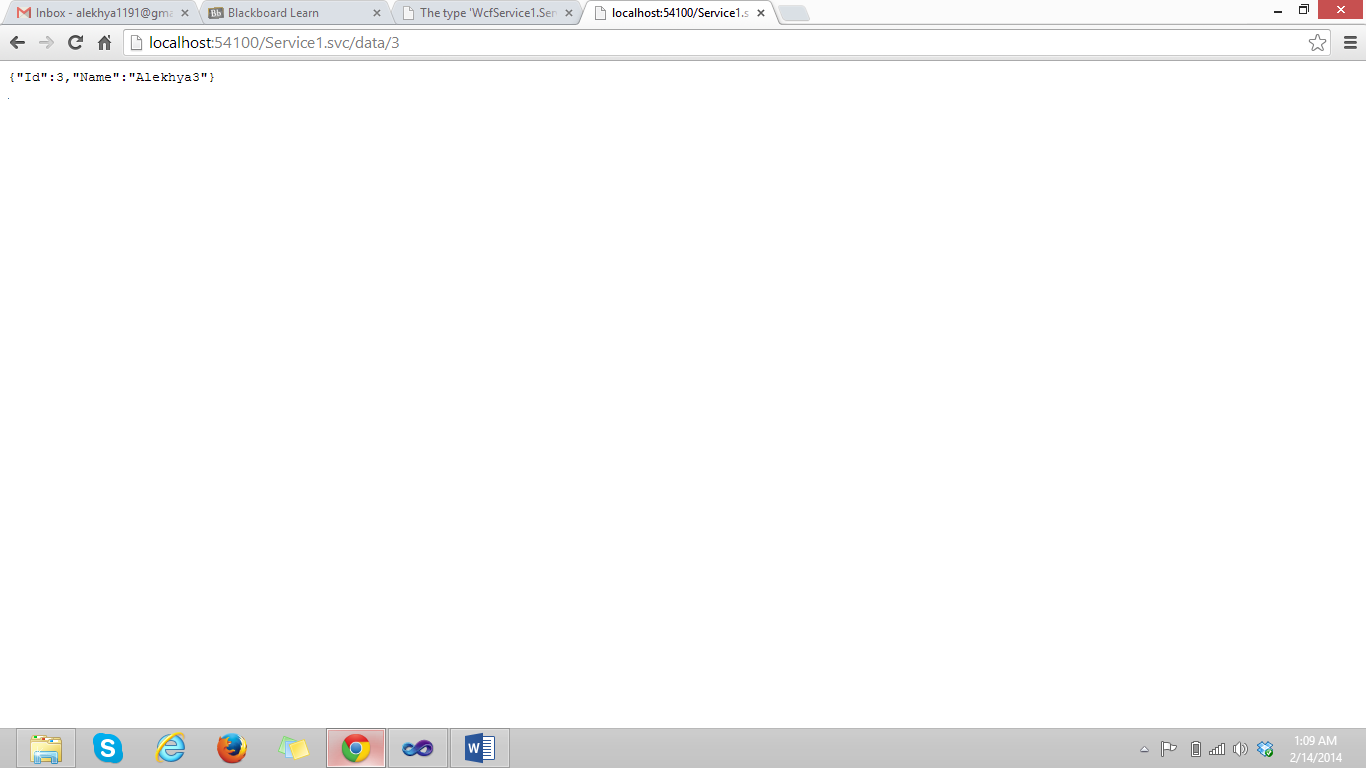 Inbox - alekhya1191@gma
Blackboard Learn
The type 'WcfService1.Ser
localhost:54100/Service1.s
localhost:54100/Service1.svc/data/3
{"Id":3,"Name":"Alekhya3"}
1:09 AM
2/14/2014